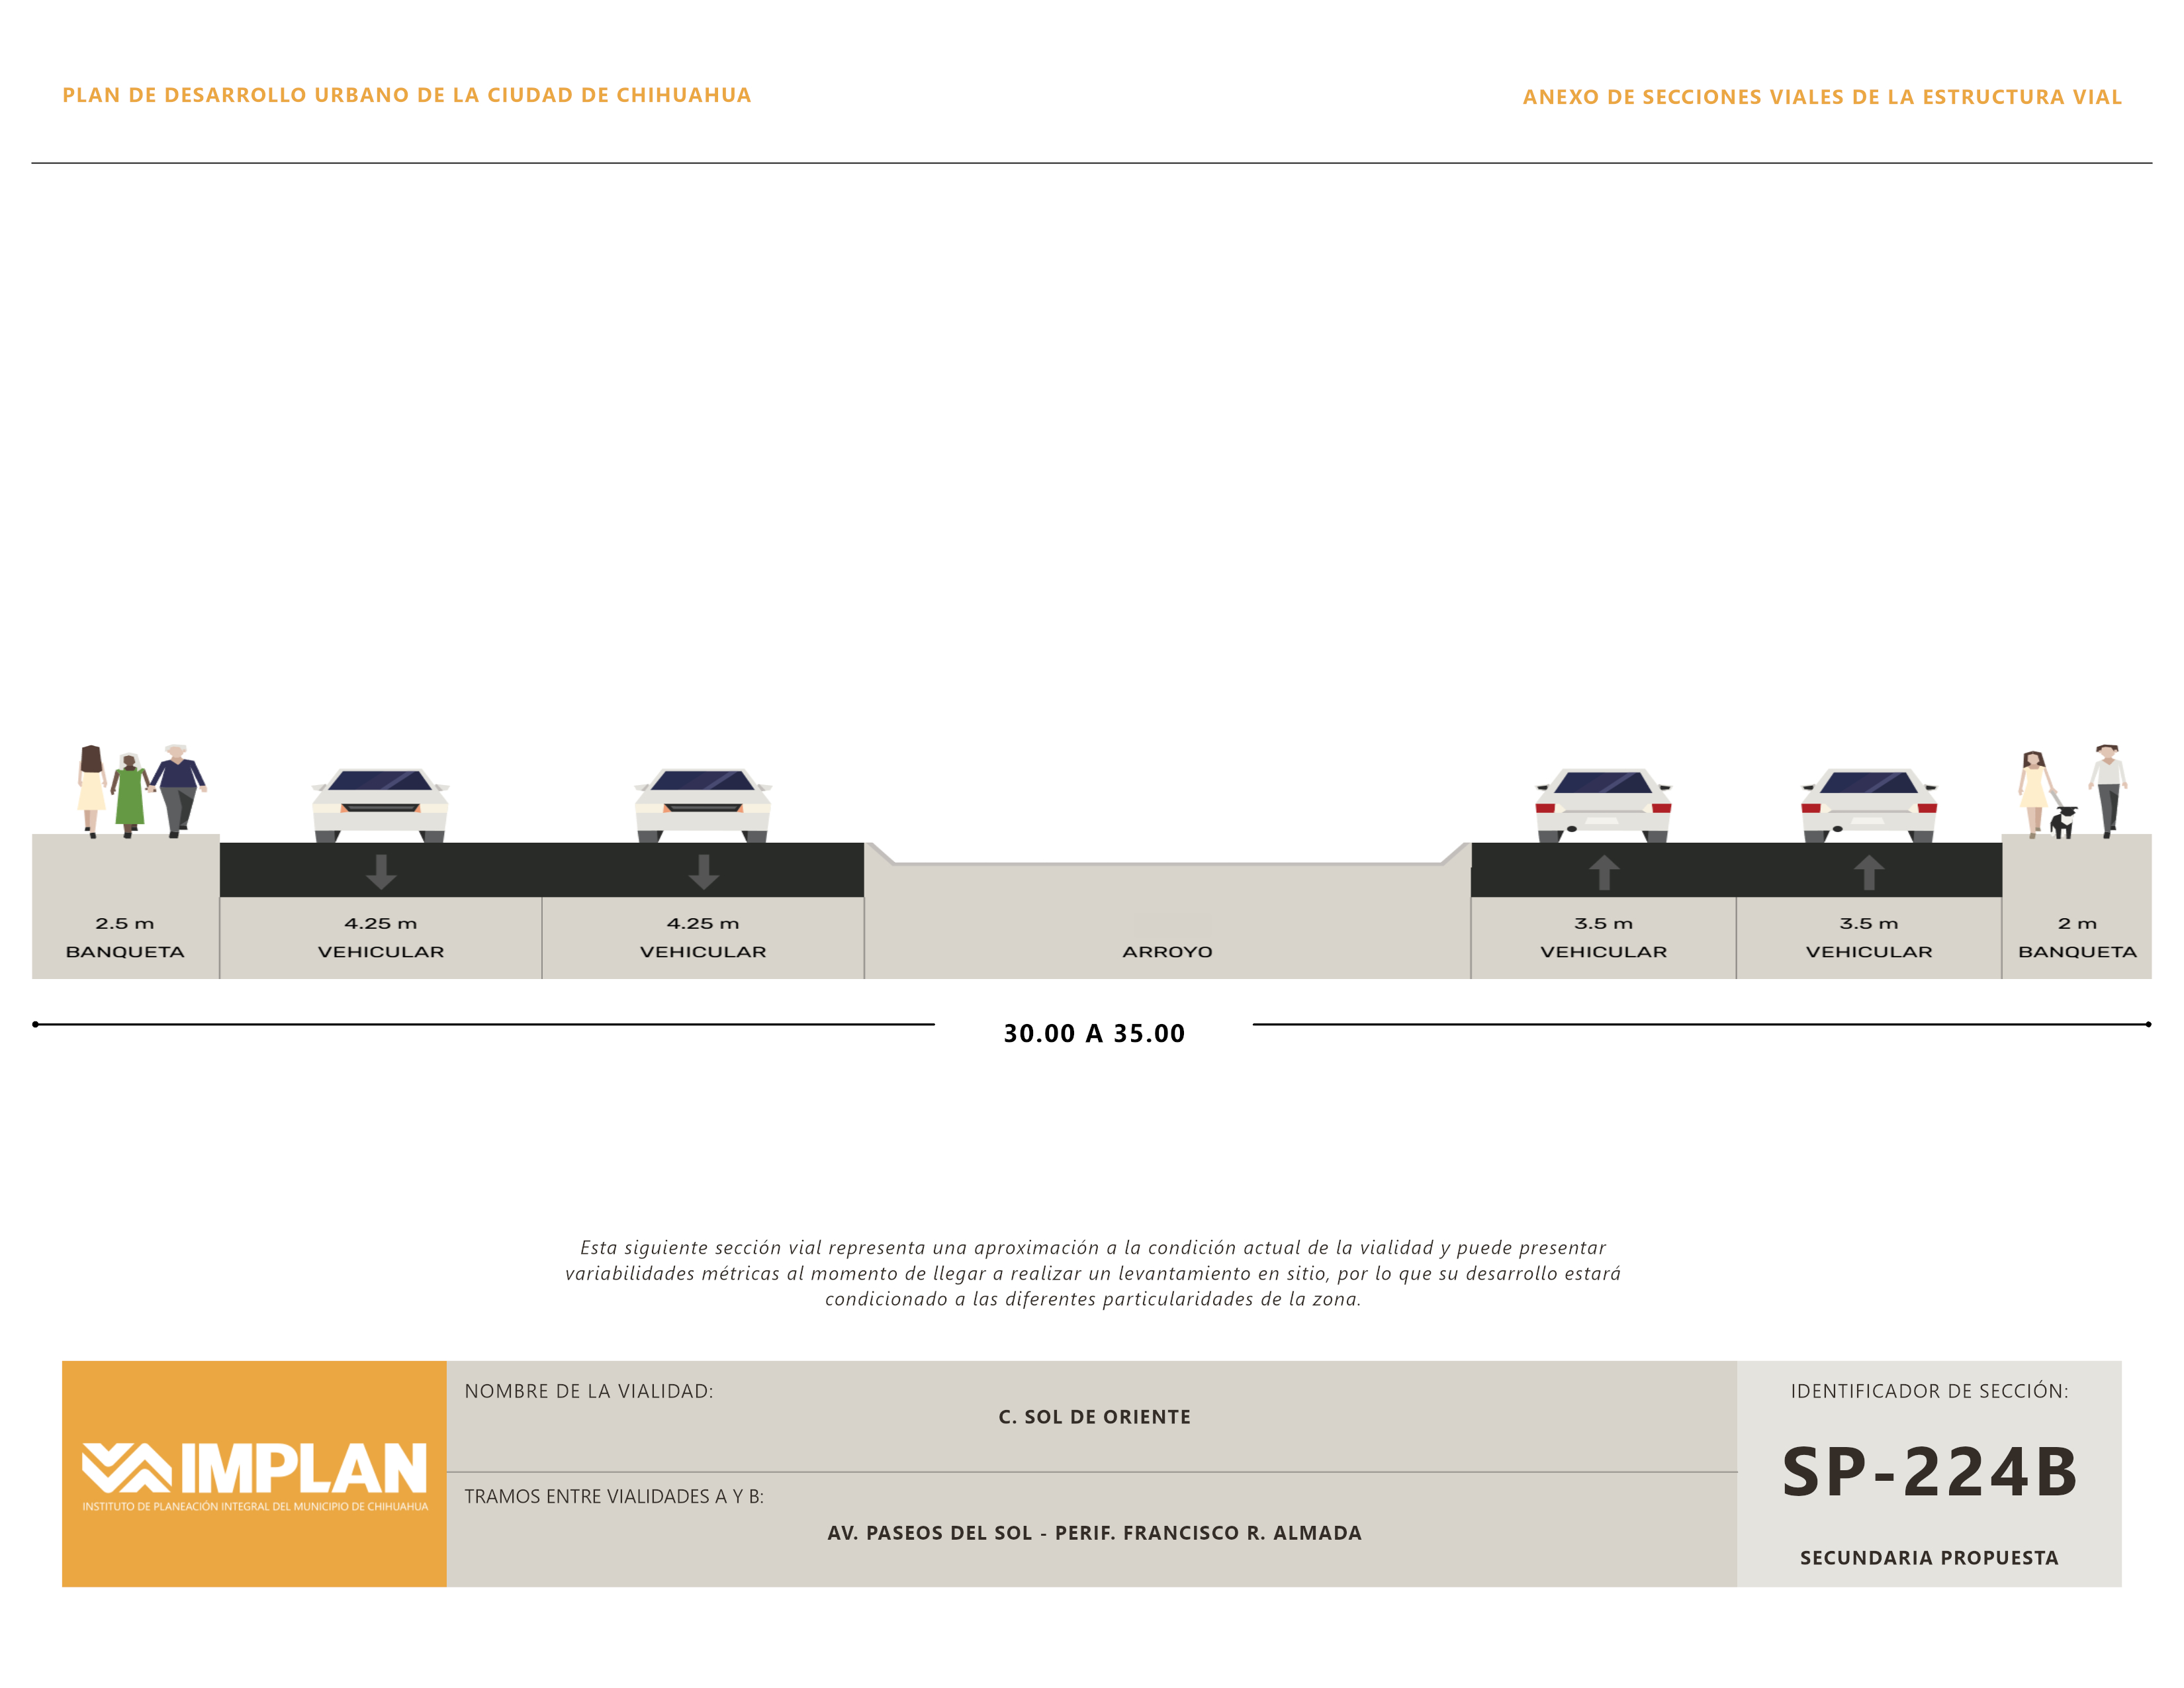 PLAN DE DESARROLLO URBANO DE LA CIUDAD DE CHIHUAHUA
ANEXO DE SECCIONES VIALES DE LA ESTRUCTURA VIAL
2.5 m
BANQUETA
4.25 m
VEHICULAR
4.25 m
VEHICULAR
ARROYO
3.5 m
VEHICULAR
3.5 m
VEHICULAR
2 m
BANQUETA
30.00 A 35.00
Esta siguiente sección vial representa una aproximación a la condición actual de la vialidad y puede presentar
variabilidades métricas al momento de llegar a realizar un levantamiento en sitio, por lo que su desarrollo estará
condicionado a las diferentes particularidades de la zona.
IMPLAN
INSTITUTO DE PLANEACIÓN INTEGRAL DEL MUNICIPIO DE CHIHUAHUA
NOMBRE DE LA VIALIDAD:
C. SOL DE ORIENTE
TRAMOS ENTRE VIALIDADES A Y B:
AV. PASEOS DEL SOL - PERIF. FRANCISCO R. ALMADA
IDENTIFICADOR DE SECCIÓN:
SP-224B
SECUNDARIA PROPUESTA